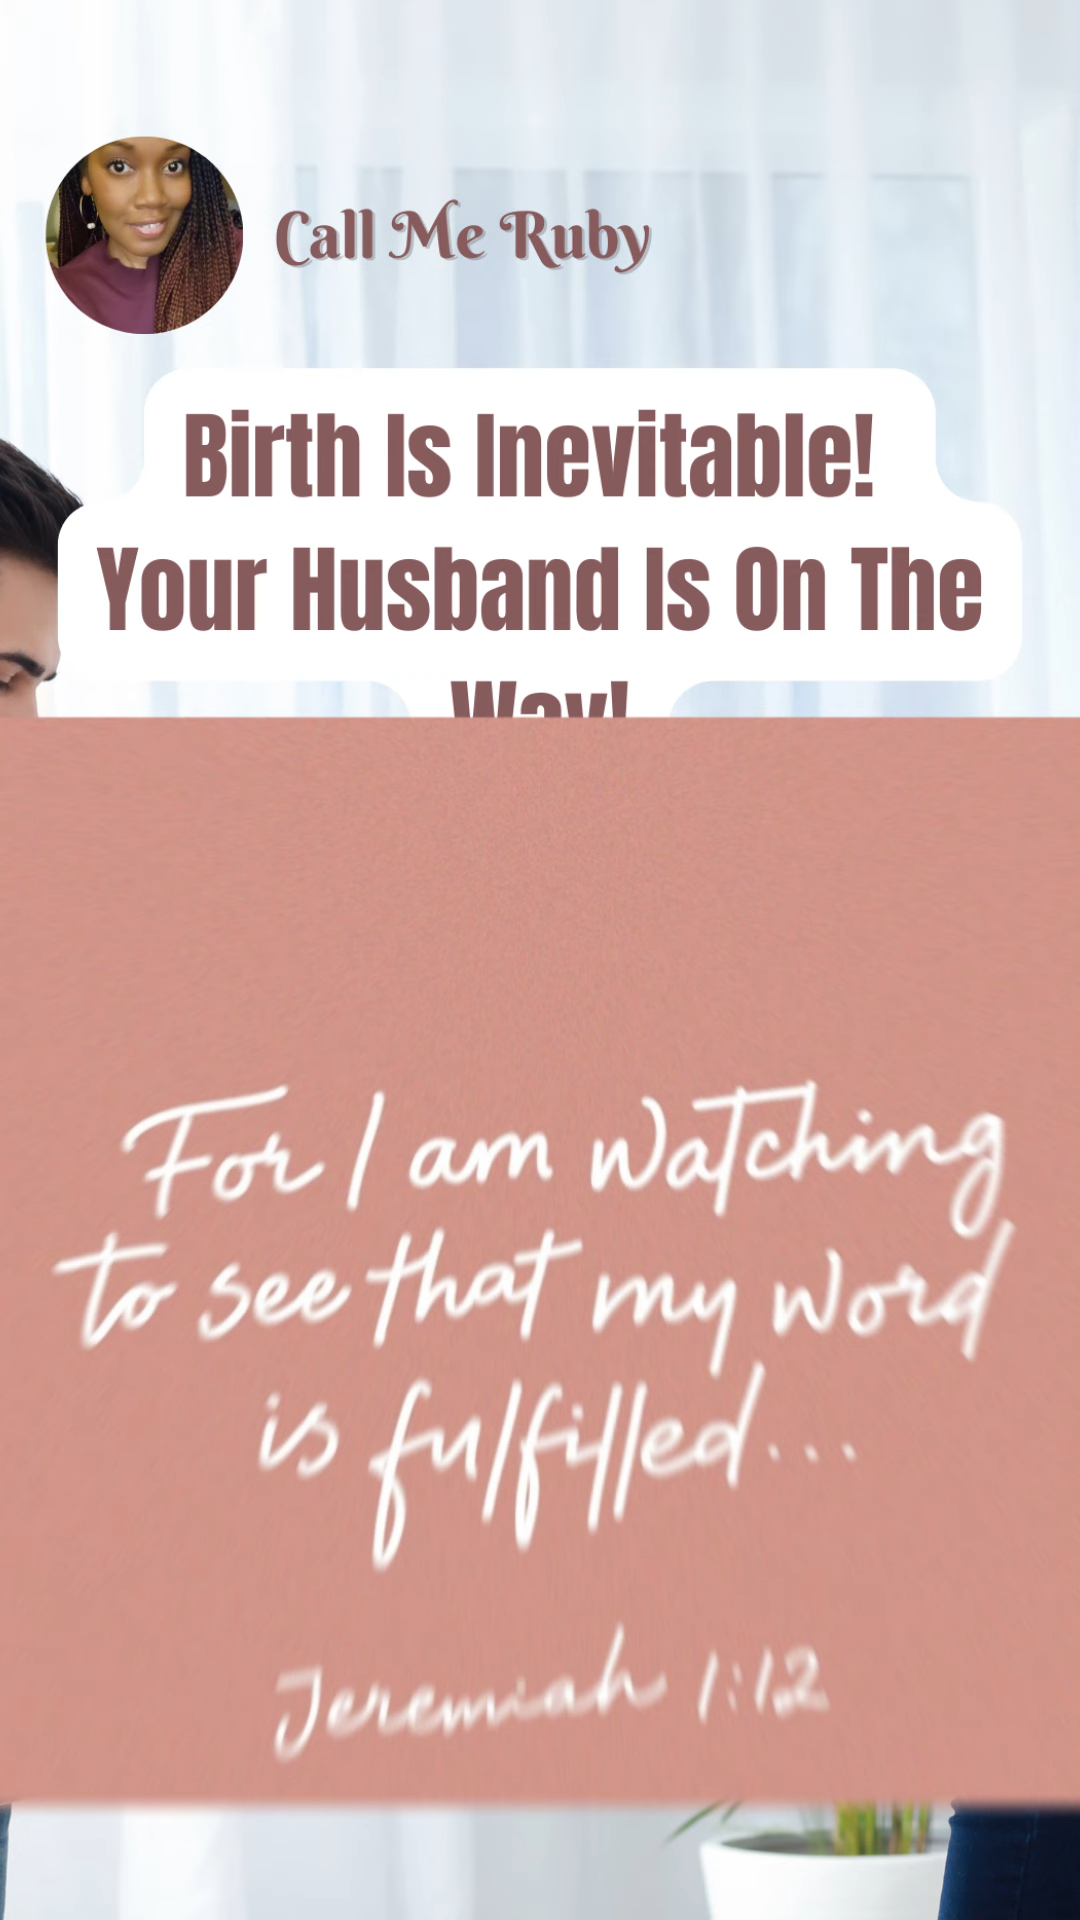 Call Me Ruby
Birth Is Inevitable!
Your Husband Is On The
Way!
For I am watching
to see that my word
is fulfilled...
Jeremiah 1:12